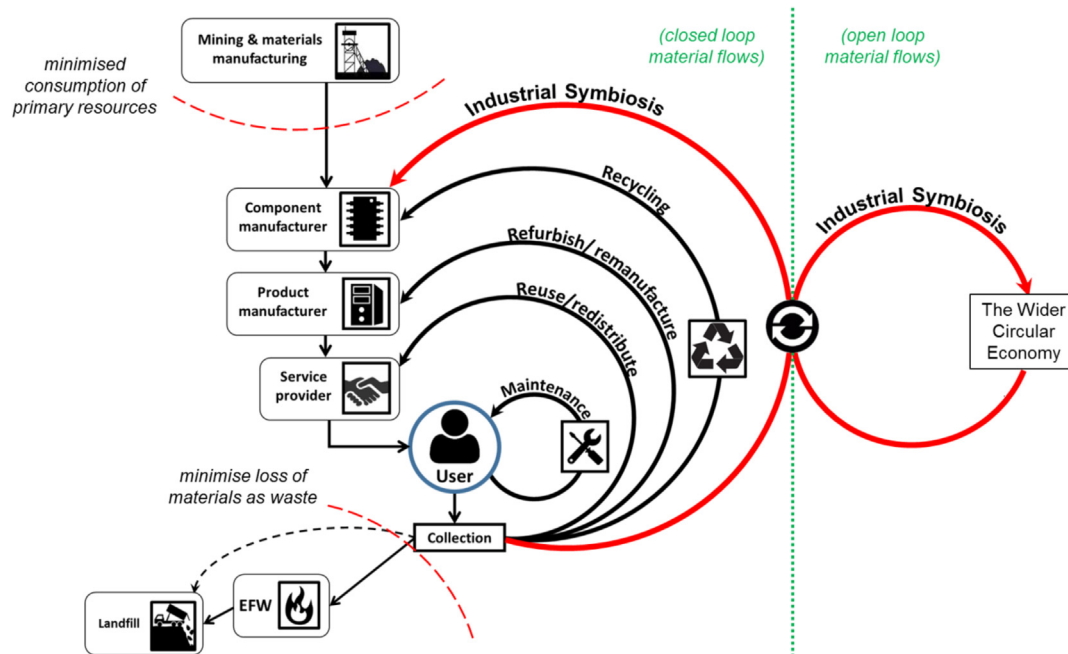 Mining & materials
manufacturing
minimised
consumption of
primary resources
(closed loop
material flows)
(open loop
material flows)
Industrial Symbiosis
Recycling
Component
manufacturer
Refurbish/ remanufacture
Industrial Symbiosis
Product
manufacturer
Reuse/redistribute
The Wider
Circular
Economy
Service
provider
Maintenance
User
minimise loss of
materials as waste
Collection
EFW
Landfill